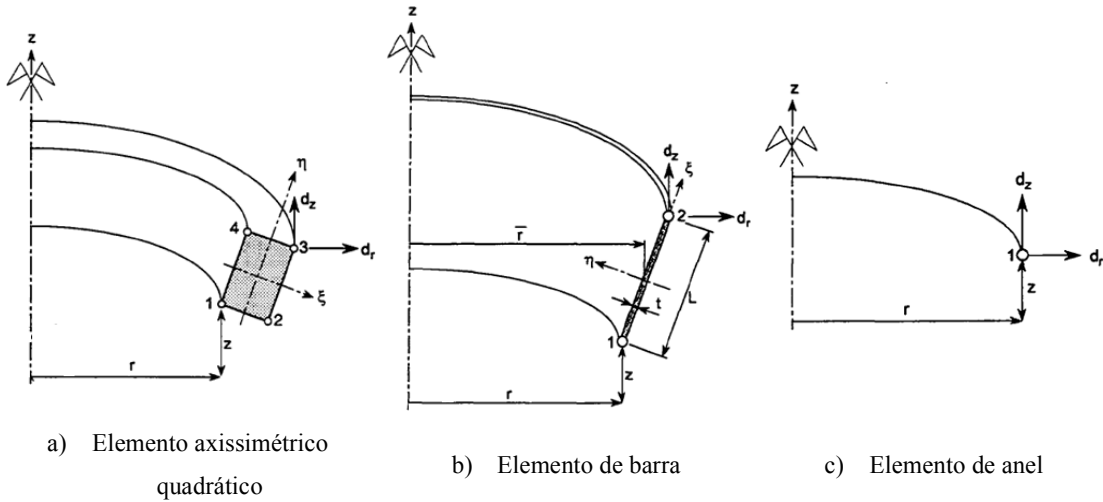 z
η
d_z
4
3
d_r
ξ
1
2
z
r
a) Elemento axissimétrico
quadrático
z
d_z
ξ
2
d_r
r̅
η
L
t
1
z
r
b) Elemento de barra
z
d_z
1
d_r
z
r
c) Elemento de anel